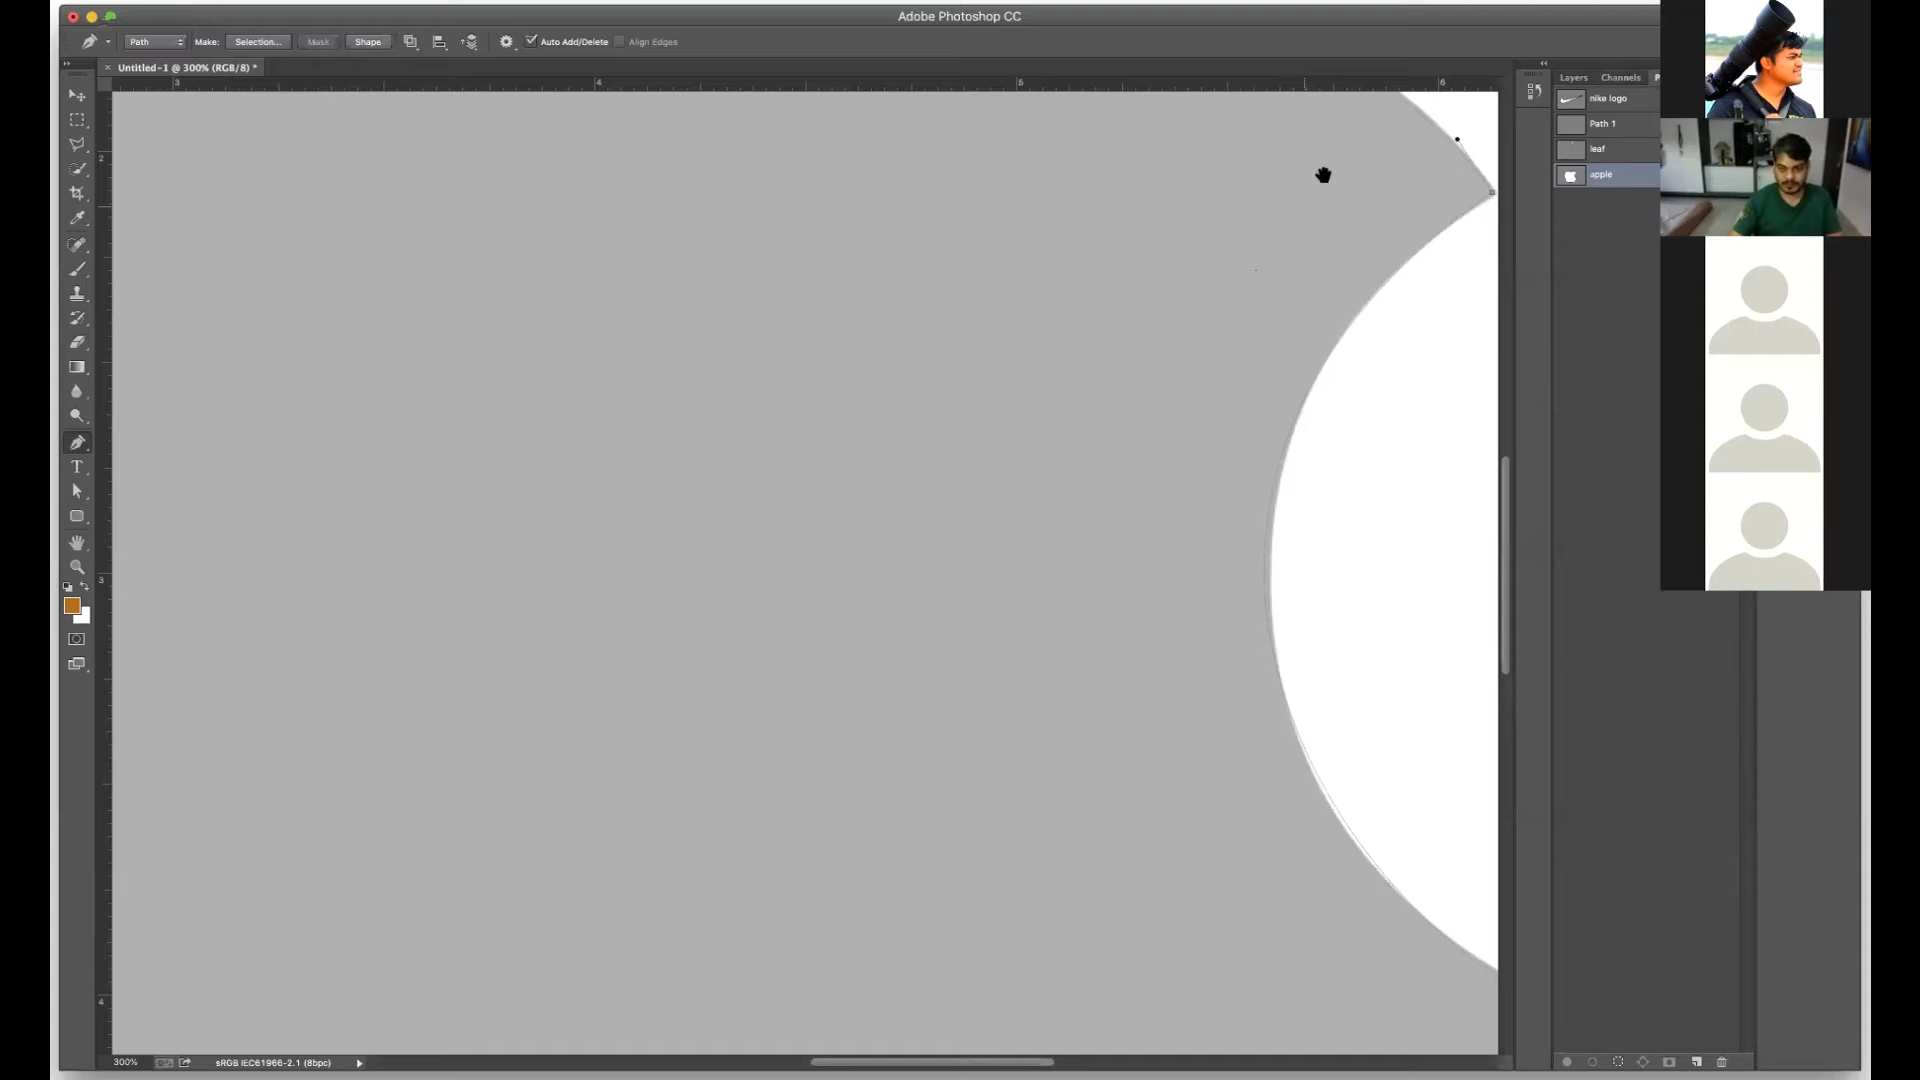 Adobe Photoshop CC
Path Make: Selection... Mask Shape Auto Add/Delete Align Edges
Untitled-1 @ 300% (RGB/8) *
3 4 5 6
2
3
4
T
Layers Channels P
nike logo
Path 1
leaf
apple
300% sRGB IEC61966-2.1 (8bpc)